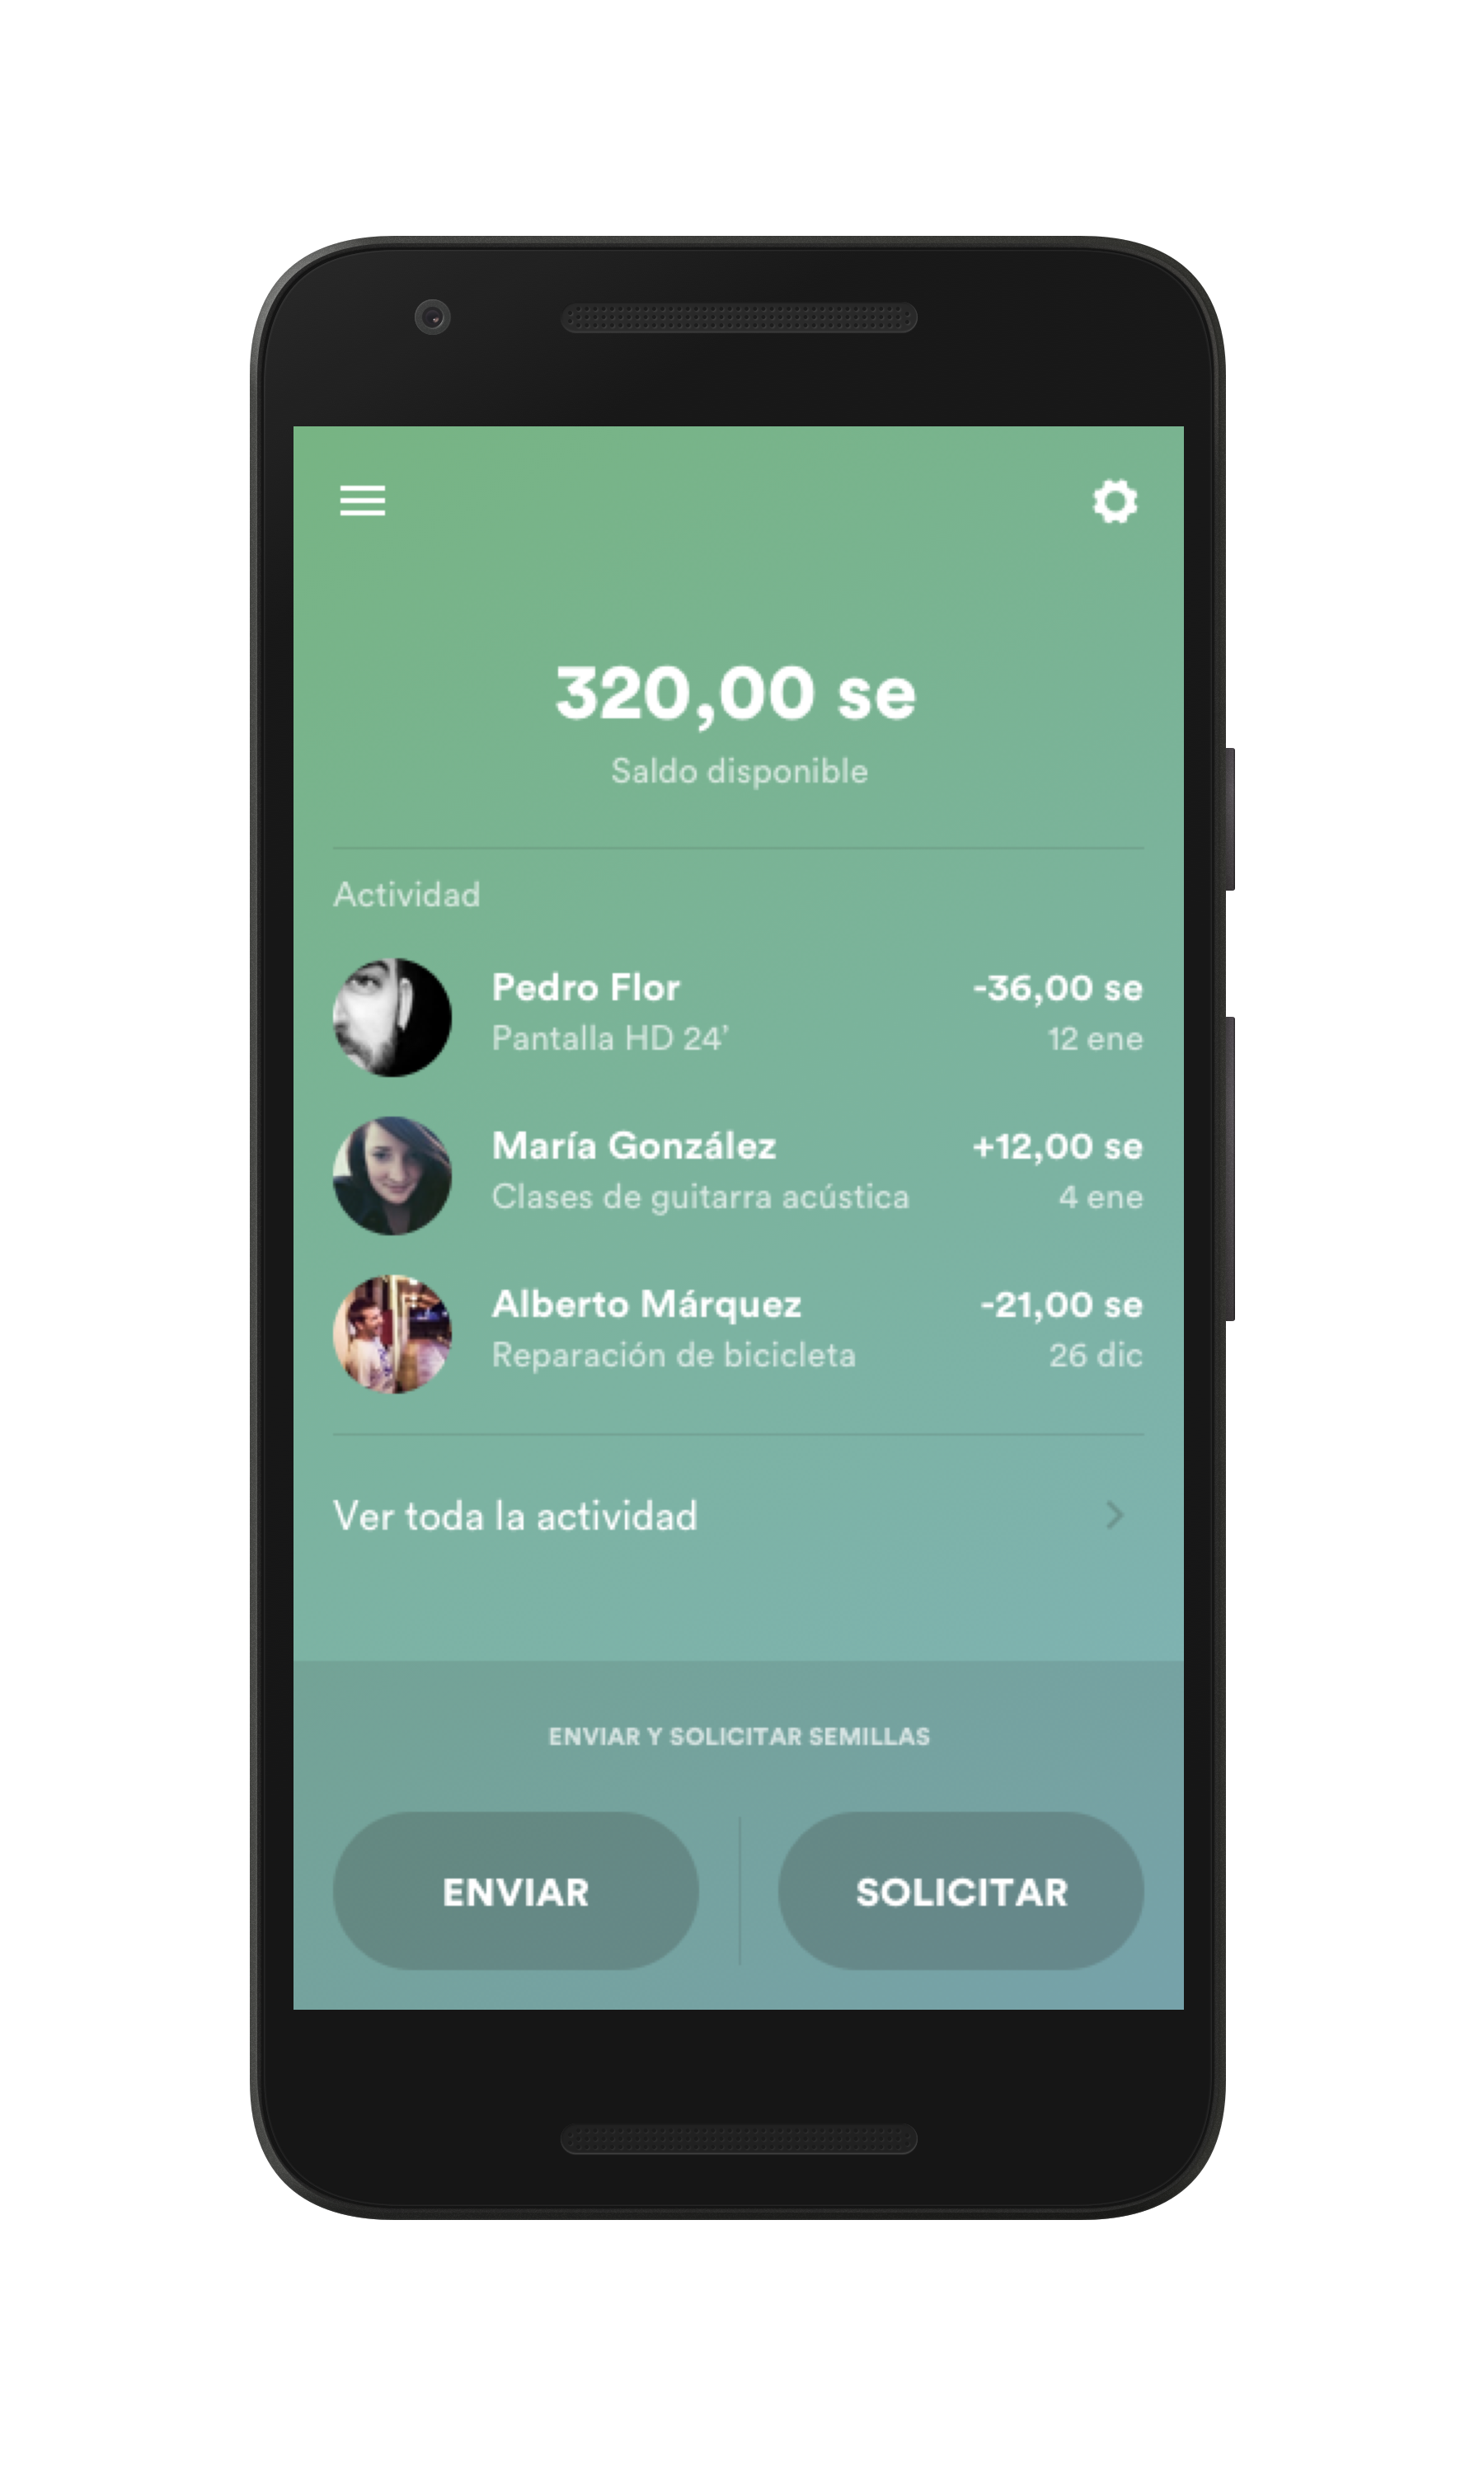 320,00 se
Saldo disponible
Actividad
Pedro Flor -36,00 se
Pantalla HD 24’ 12 ene
María González +12,00 se
Clases de guitarra acústica 4 ene
Alberto Márquez -21,00 se
Reparación de bicicleta 26 dic
Ver toda la actividad
ENVIAR Y SOLICITAR SEMILLAS
ENVIAR SOLICITAR